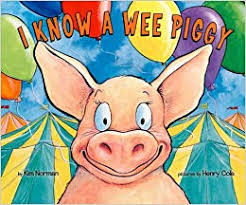 I KNOW A WEE PIGGY
by Kim Norman
pictures by Henry Cole